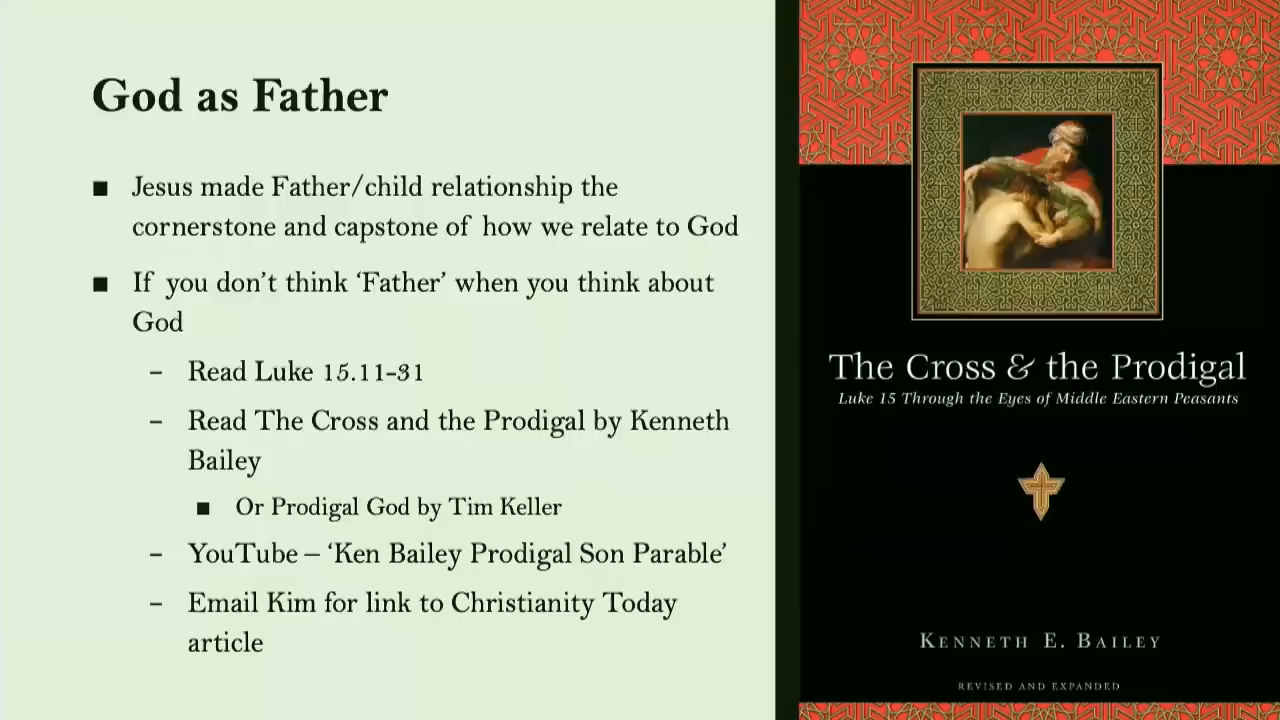 God as Father
■ Jesus made Father/child relationship the
cornerstone and capstone of how we relate to God
■ If you don't think 'Father' when you think about
God
– Read Luke 15.11-31
– Read The Cross and the Prodigal by Kenneth
Bailey
■ Or Prodigal God by Tim Keller
– YouTube – 'Ken Bailey Prodigal Son Parable'
– Email Kim for link to Christianity Today
article
The Cross & the Prodigal
Luke 15 Through the Eyes of Middle Eastern Peasants
KENNETH E. BAILEY
REVISED AND EXPANDED